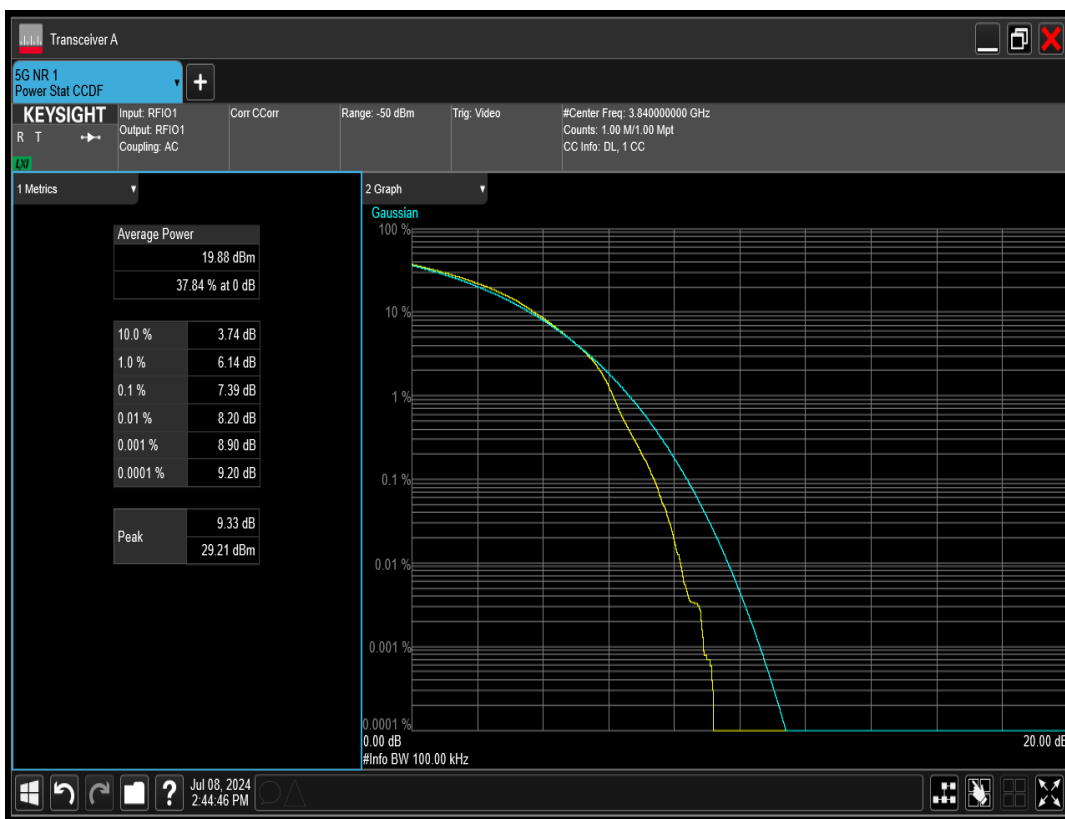 Transceiver A
5G NR 1
Power Stat CCDF
+
KEYSIGHT
R T
LXI
Input: RFIO1
Output: RFIO1
Coupling: AC
Corr CCorr
Range: -50 dBm
Trig: Video
#Center Freq: 3.840000000 GHz
Counts: 1.00 M/1.00 Mpt
CC Info: DL, 1 CC
1 Metrics
Average Power
19.88 dBm
37.84 % at 0 dB
10.0 % 3.74 dB
1.0 % 6.14 dB
0.1 % 7.39 dB
0.01 % 8.20 dB
0.001 % 8.90 dB
0.0001 % 9.20 dB
Peak
9.33 dB
29.21 dBm
2 Graph
Gaussian
100 %
10 %
1 %
0.1 %
0.01 %
0.001 %
0.0001 %
0.00 dB
20.00 dB
#Info BW 100.00 kHz
?
Jul 08, 2024
2:44:46 PM